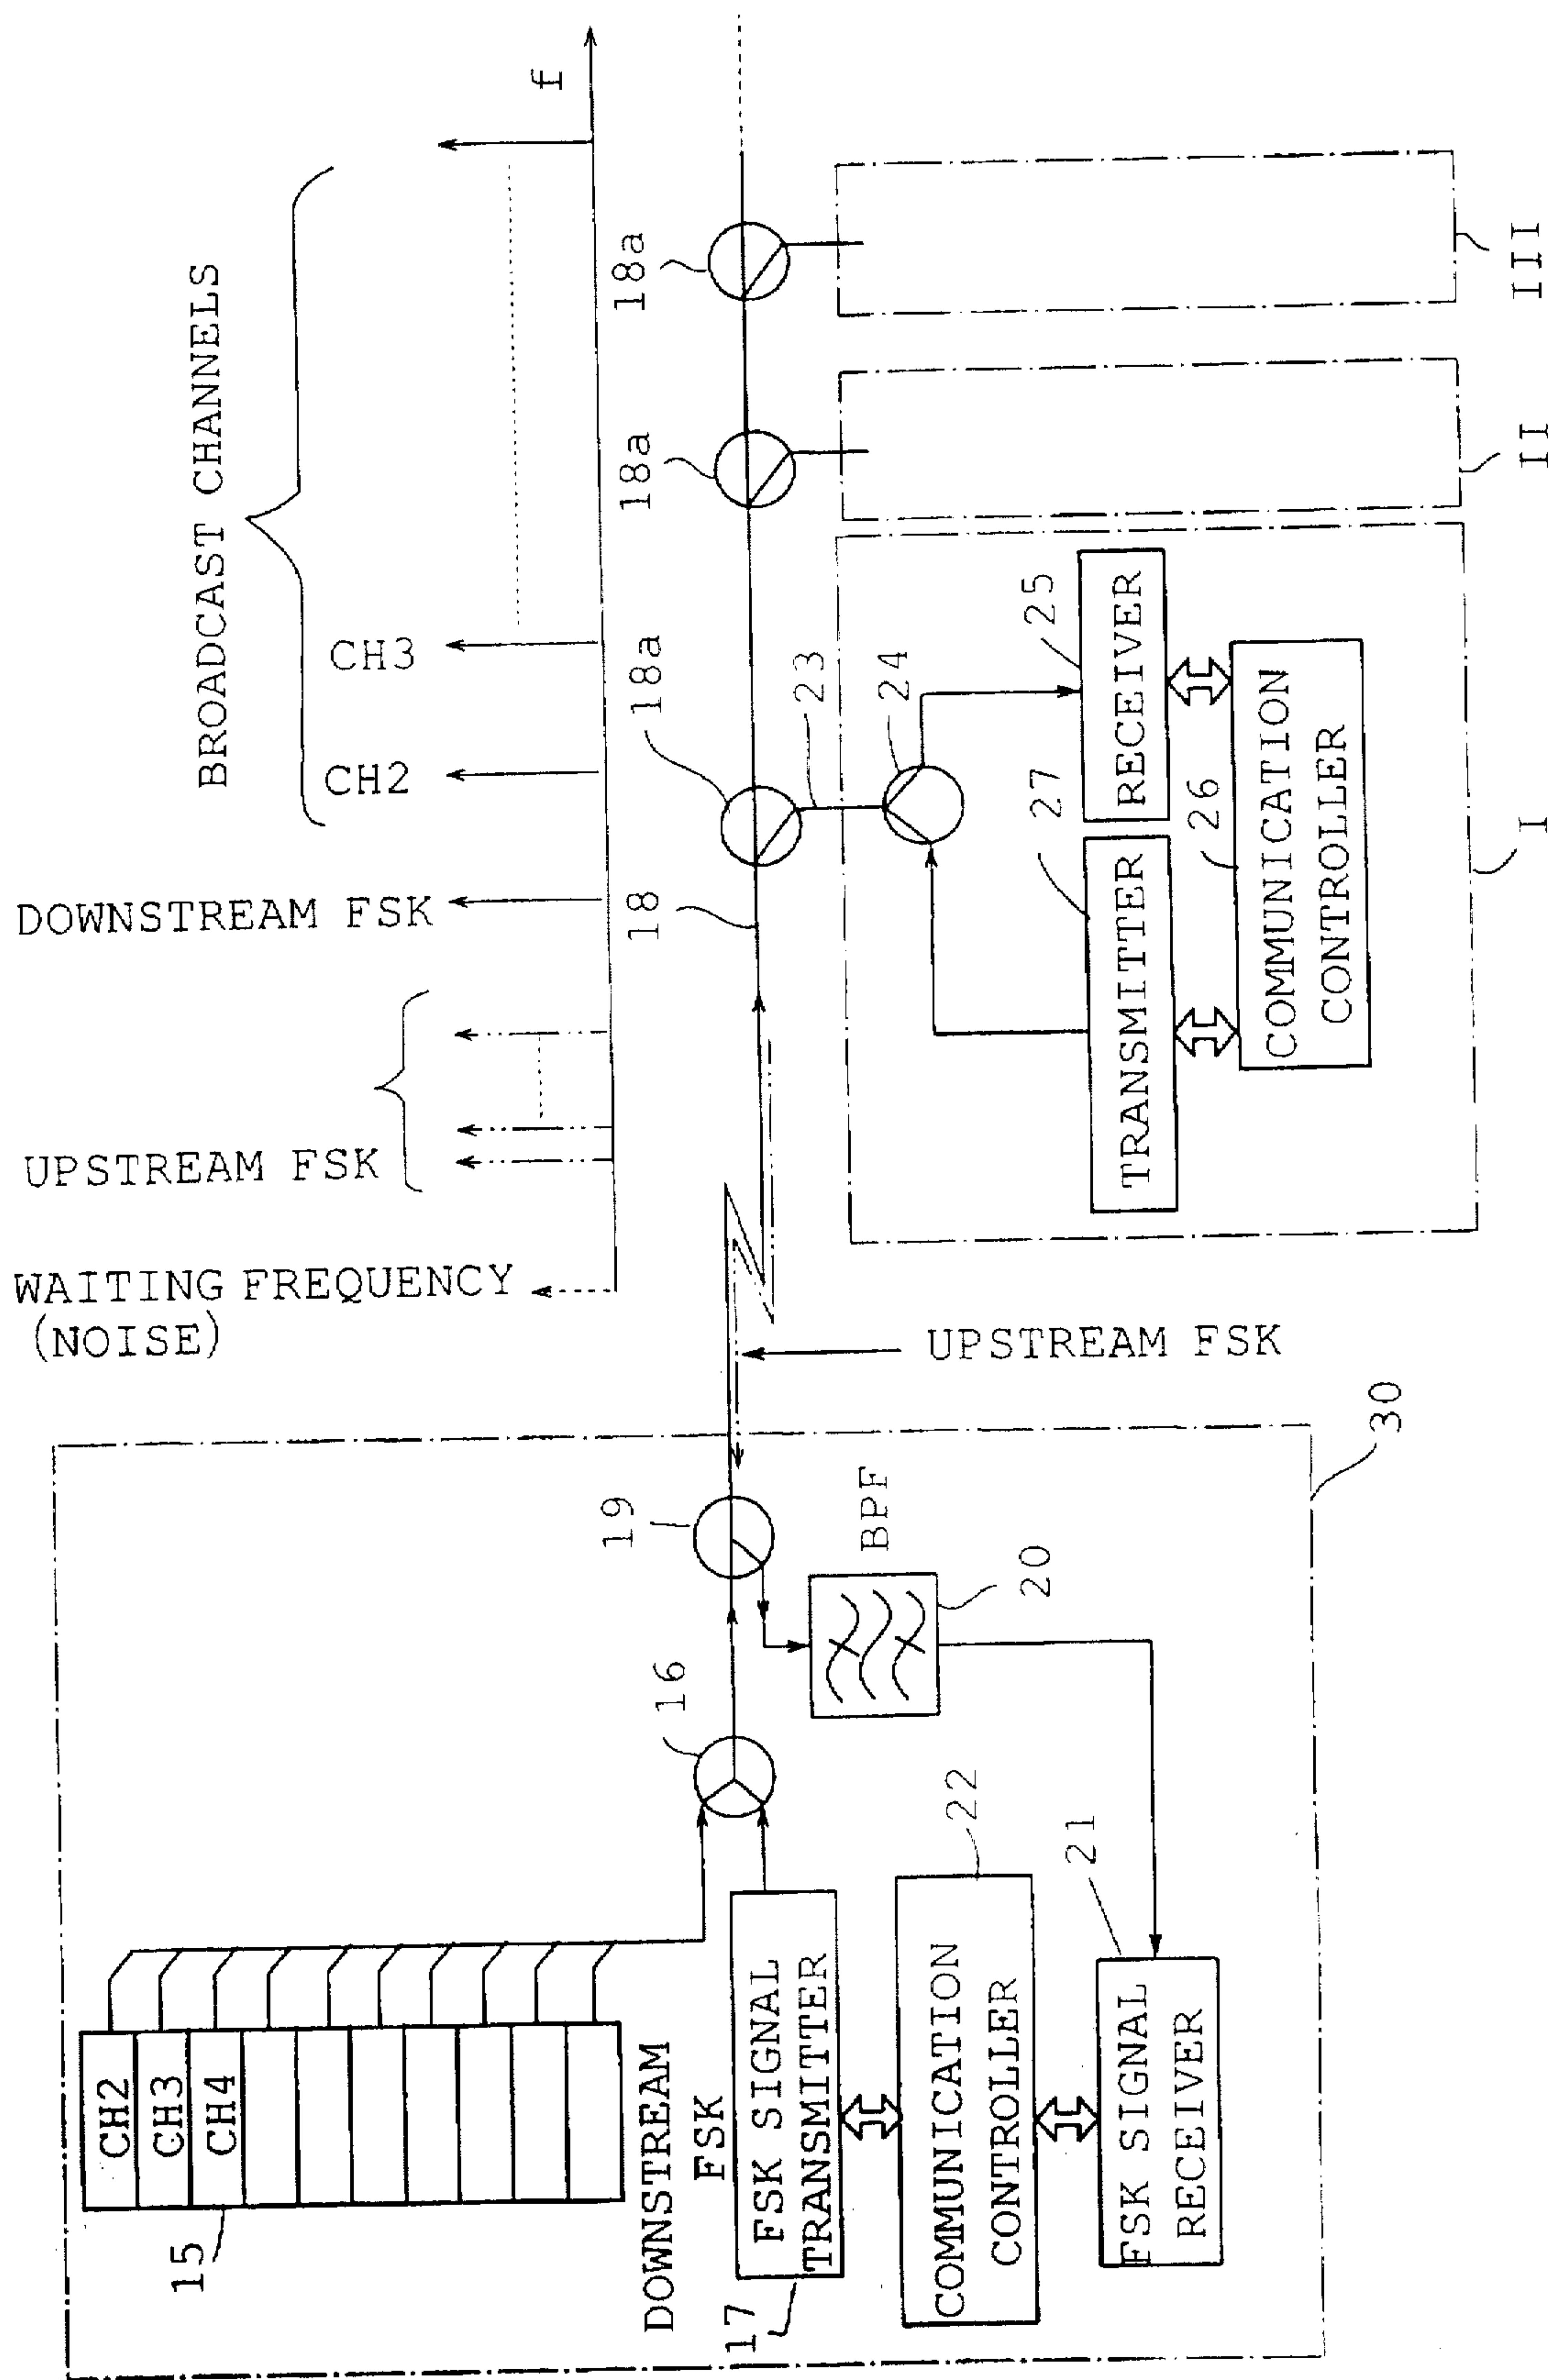 BROADCAST CHANNELS
WAITING FREQUENCY
(NOISE)
UPSTREAM FSK
DOWNSTREAM FSK
CH2
CH3
f
CH2
CH3
CH4
15
DOWNSTREAM
FSK
16
19
18
18a
18a
18a
UPSTREAM FSK
17
FSK SIGNAL
TRANSMITTER
BPF
20
23
24
22
COMMUNICATION
CONTROLLER
TRANSMITTER
27
RECEIVER
25
21
FSK SIGNAL
RECEIVER
26
COMMUNICATION
CONTROLLER
30
I
II
III